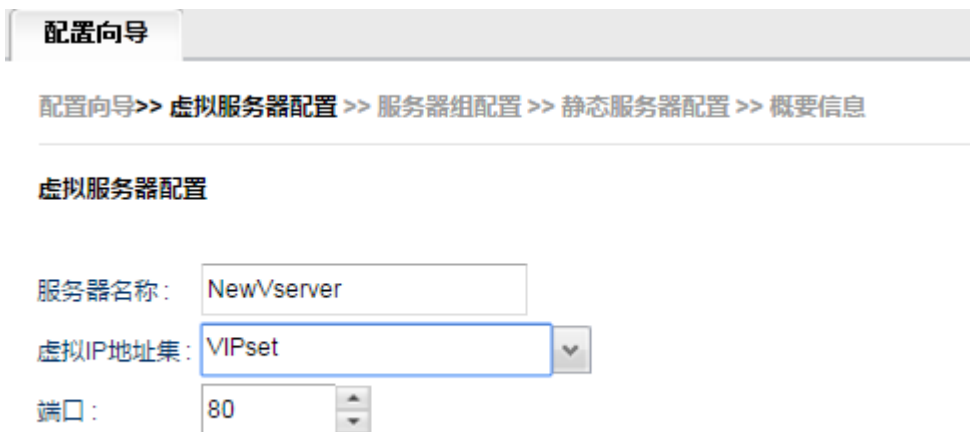 配置向导
配置向导>> 虚拟服务器配置 >> 服务器组配置 >> 静态服务器配置 >> 概要信息
虚拟服务器配置
服务器名称： NewVserver
虚拟IP地址集： VIPset
端口： 80